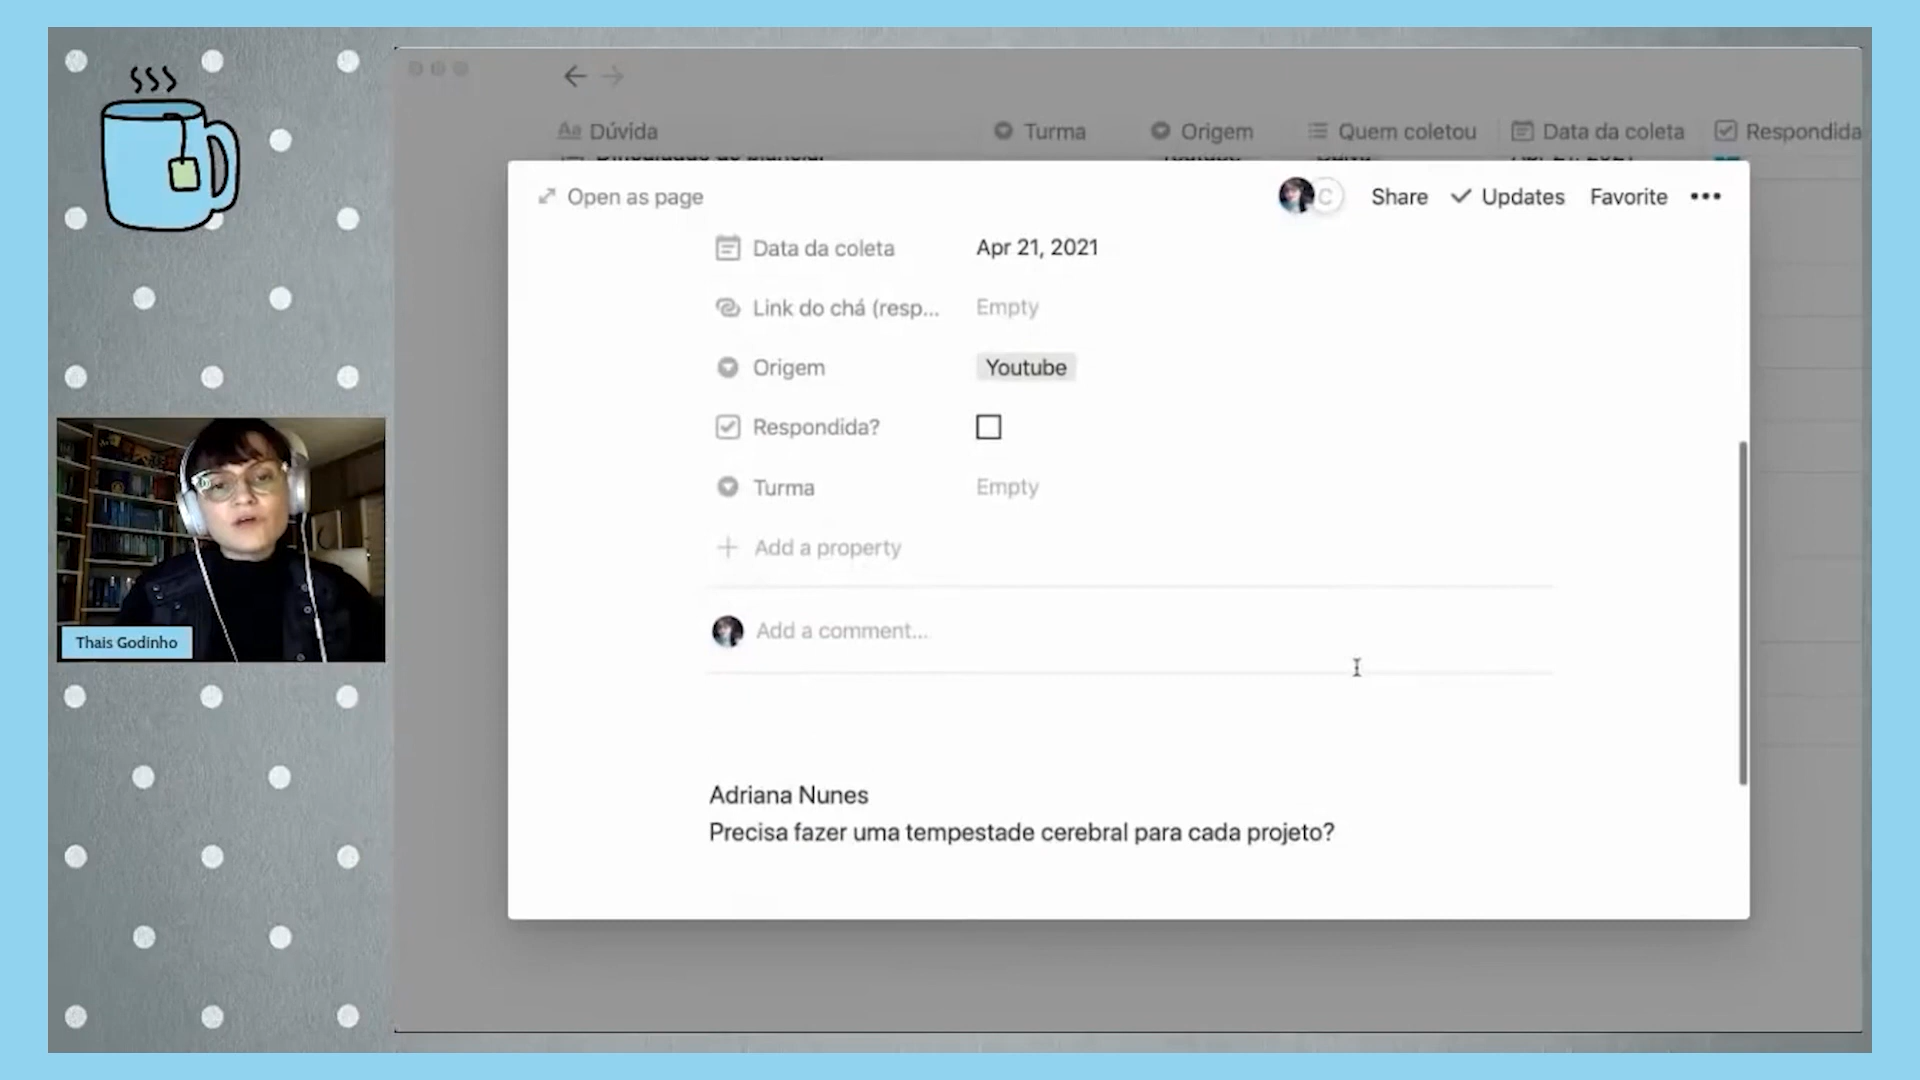 Aa Dúvida
Turma
Origem
Quem coletou
Data da coleta
Respondida
Open as page
C
Share
Updates
Favorite
Data da coleta
Apr 21, 2021
Link do chá (resp...
Empty
Origem
Youtube
Respondida?
Turma
Empty
Add a property
Add a comment...
Thais Godinho
Adriana Nunes
Precisa fazer uma tempestade cerebral para cada projeto?